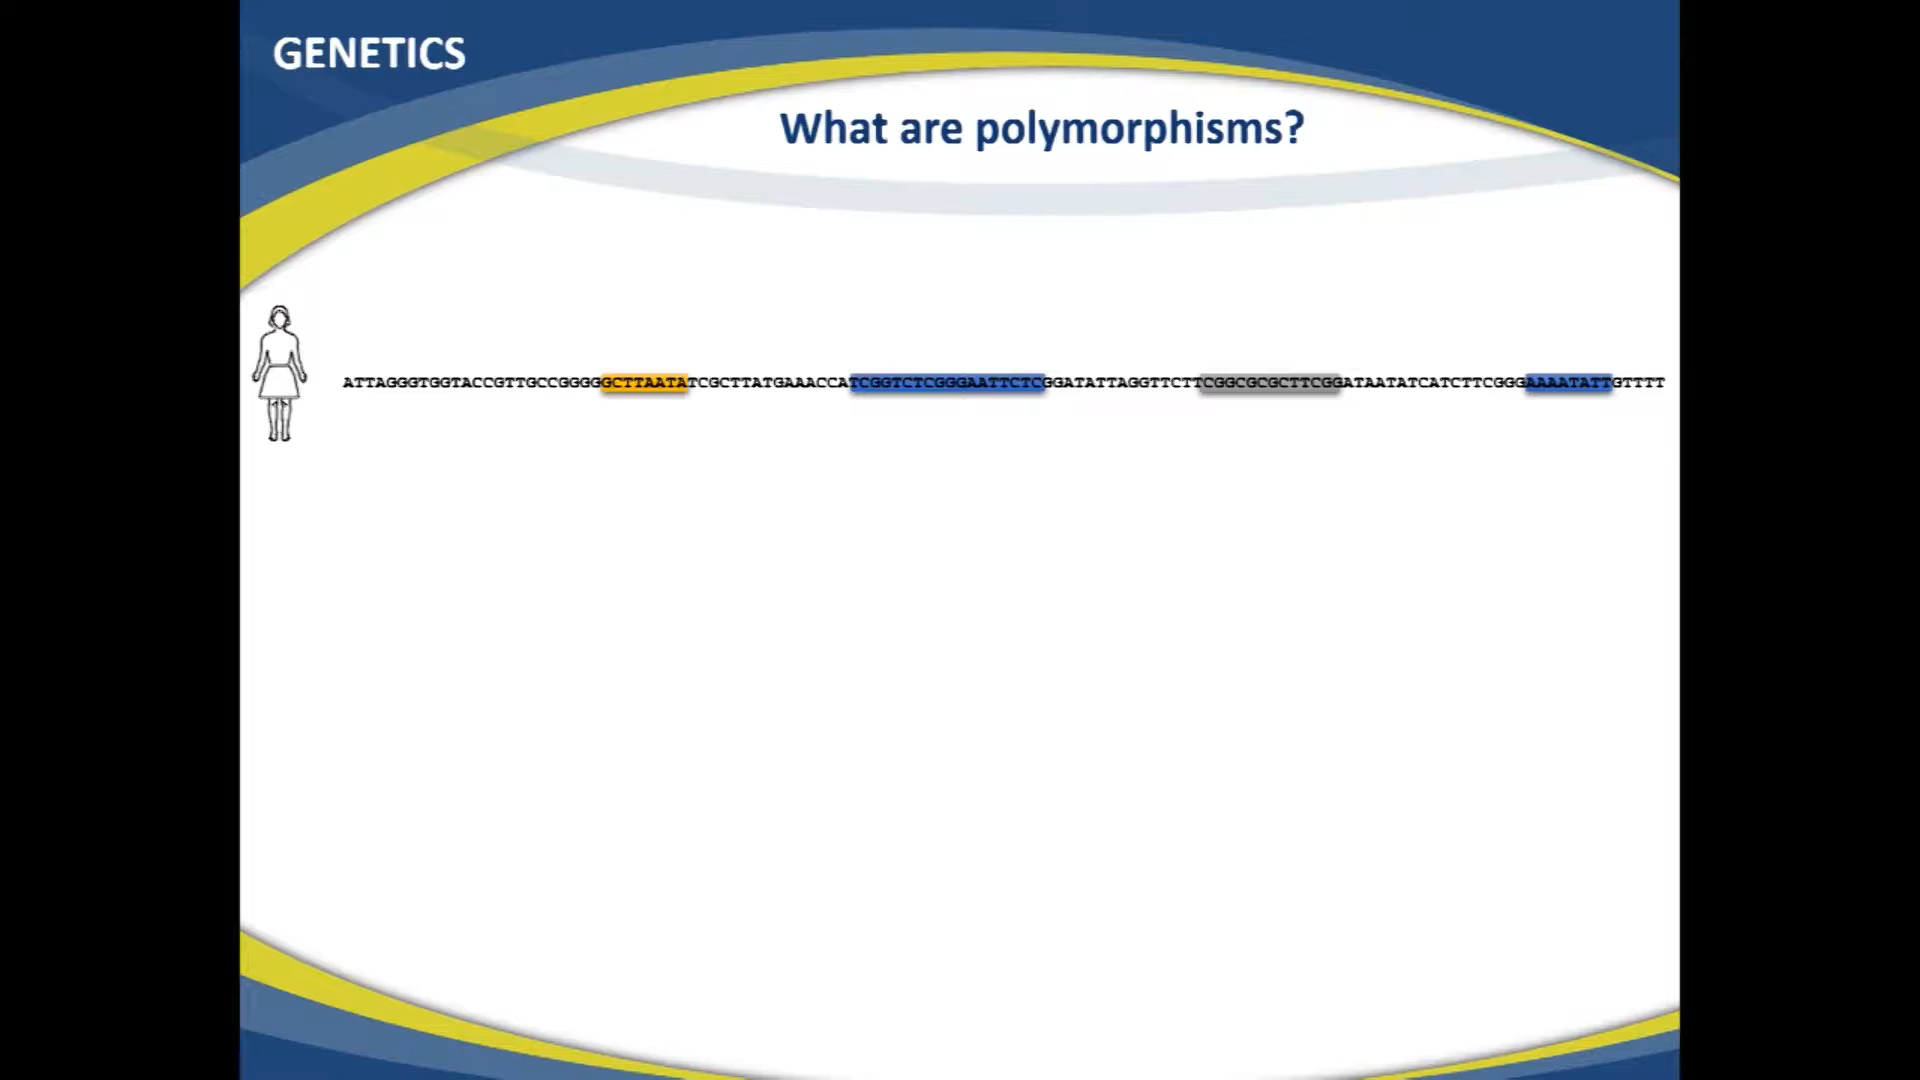 GENETICS
What are polymorphisms?
ATTAGGGTGGTACCGTTGCCGGGGGCTTAATATCGCTTATGAAACCATCGGTCTCGGGAATTCTCGGATATTAGGTTCTTCGGCGCGCTTCGGATAATATCATCTTCGGGAAAATATTGTTTT